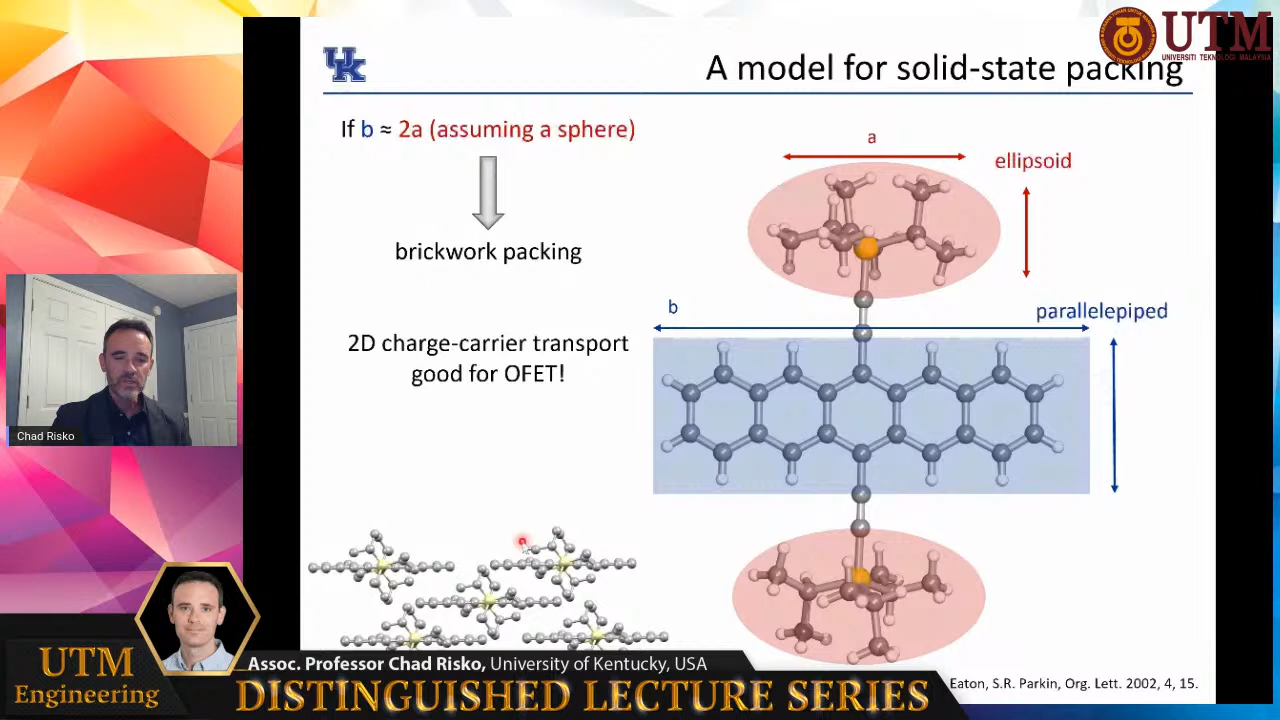 UK
A model for solid-state packing
UTM
UNIVERSITI TEKNOLOGI MALAYSIA
If b ≈ 2a (assuming a sphere)
brickwork packing
2D charge-carrier transport
good for OFET!
a
ellipsoid
b
parallelepiped
Chad Risko
UTM
Engineering
Assoc. Professor Chad Risko, University of Kentucky, USA
DISTINGUISHED LECTURE SERIES
Eaton, S.R. Parkin, Org. Lett. 2002, 4, 15.